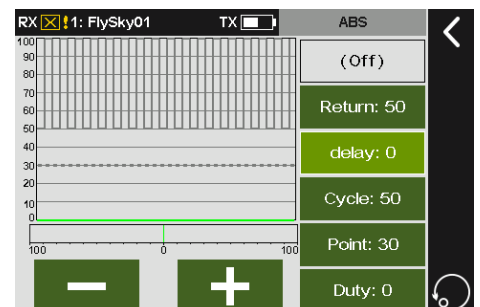 RX !1: FlySky01 TX ABS
100
90
80
70
60
50
40
30
20
10
0
100 0 100
(Off)
Return: 50
delay: 0
Cycle: 50
Point: 30
Duty: 0
− +